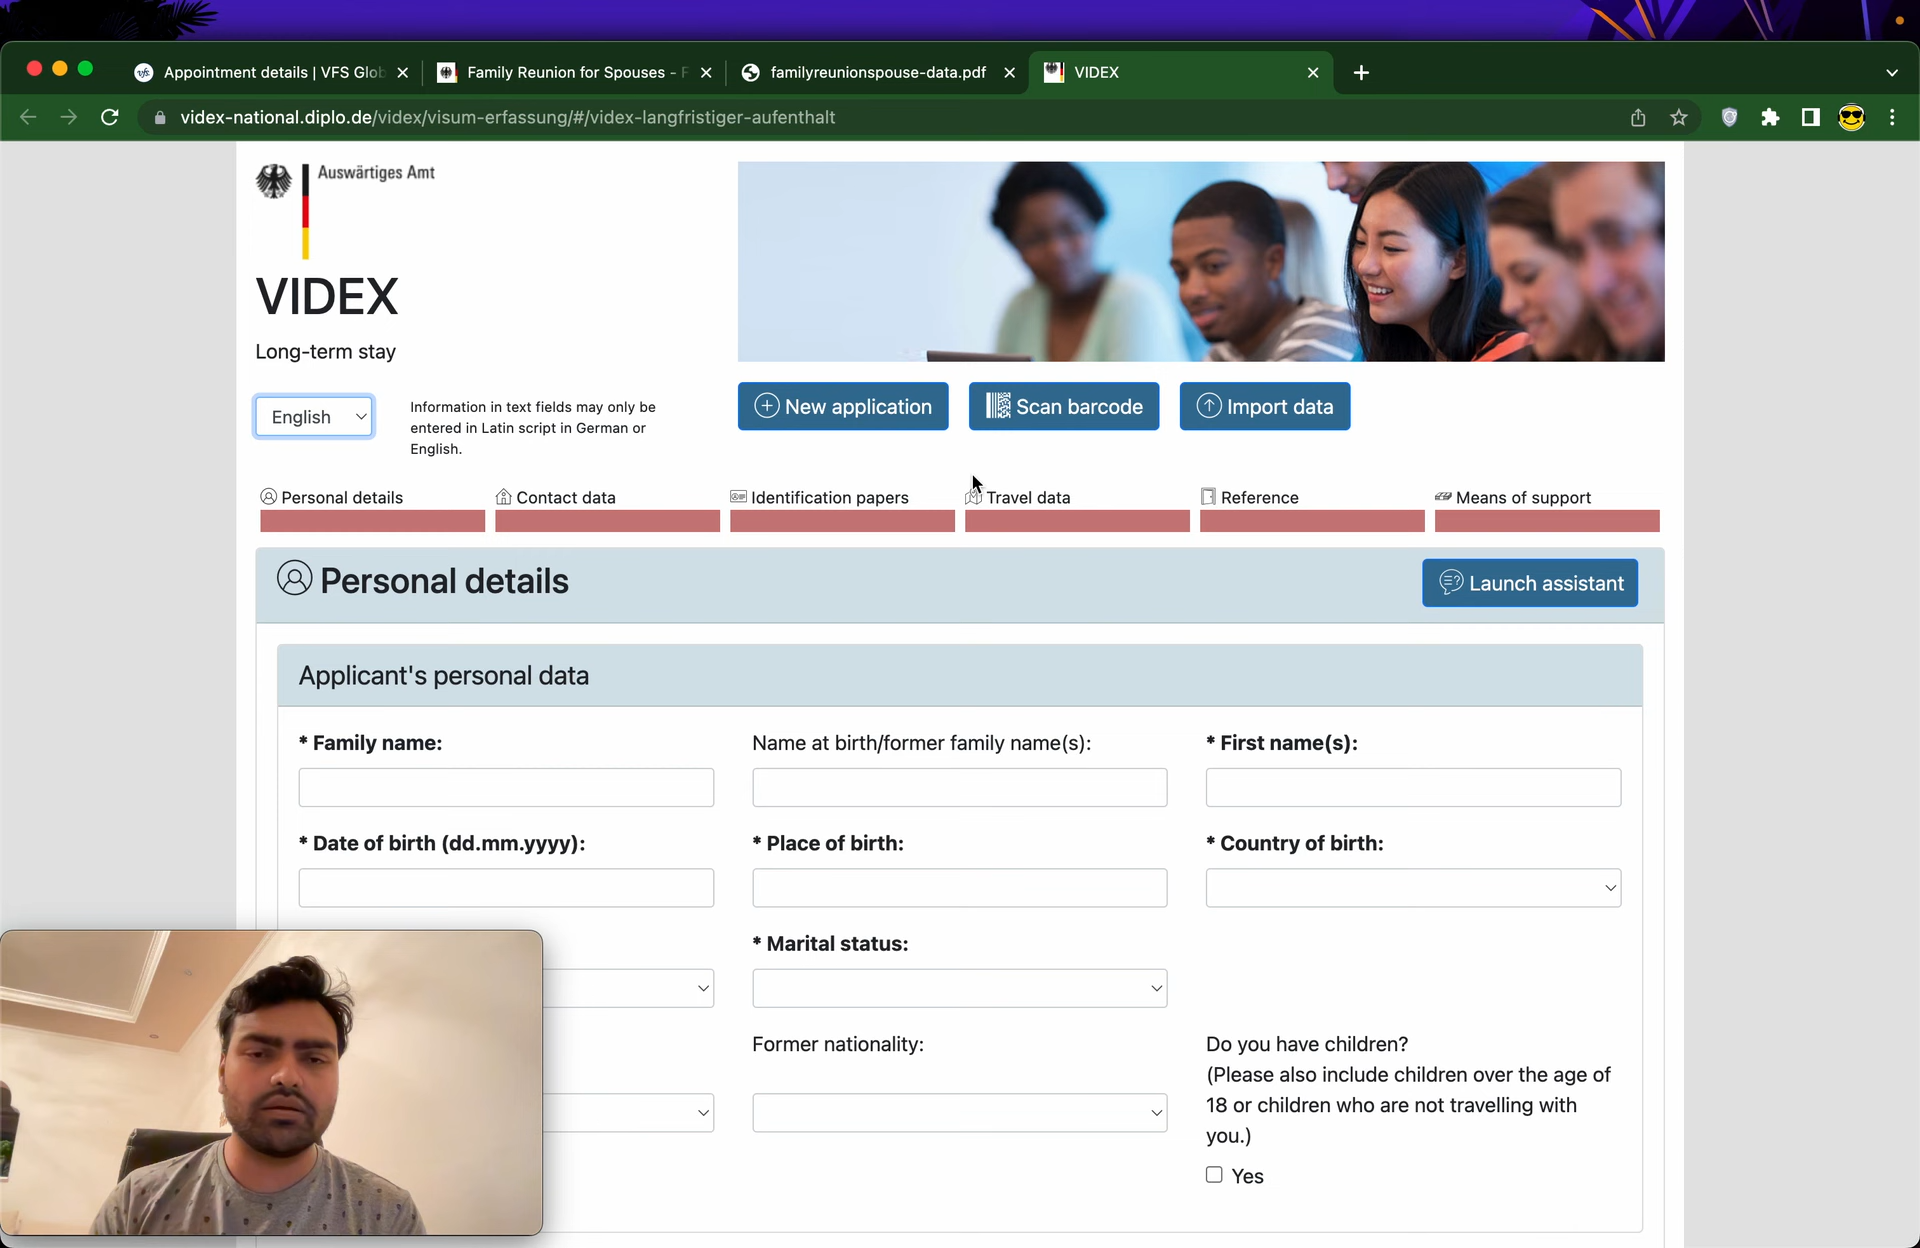 Appointment details | VFS Glob
Family Reunion for Spouses - F
familyreunionspouse-data.pdf
VIDEX
videx-national.diplo.de/videx/visum-erfassung/#/videx-langfristiger-aufenthalt
Auswärtiges Amt
VIDEX
Long-term stay
English
Information in text fields may only be
entered in Latin script in German or
English.
New application
Scan barcode
Import data
Personal details
Contact data
Identification papers
Travel data
Reference
Means of support
Personal details
Launch assistant
Applicant's personal data
* Family name:
Name at birth/former family name(s):
* First name(s):
* Date of birth (dd.mm.yyyy):
* Place of birth:
* Country of birth:
* Marital status:
Former nationality:
Do you have children?
(Please also include children over the age of
18 or children who are not travelling with
you.)
Yes